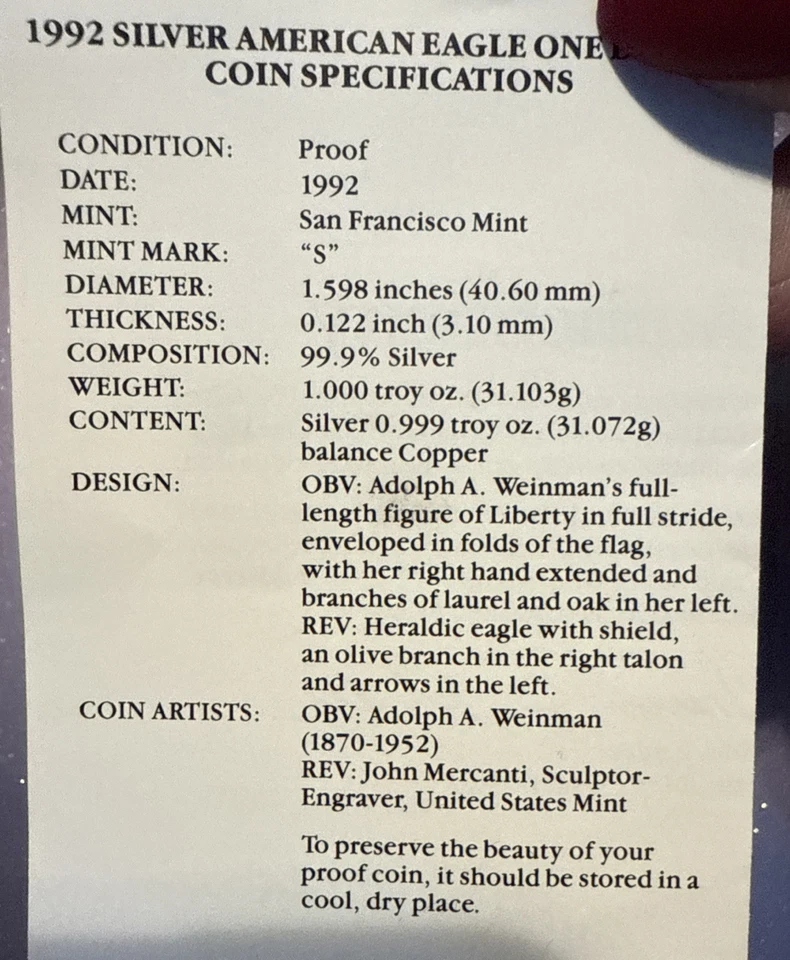 1992 SILVER AMERICAN EAGLE ONE
COIN SPECIFICATIONS
CONDITION: Proof
DATE: 1992
MINT: San Francisco Mint
MINT MARK: “S”
DIAMETER: 1.598 inches (40.60 mm)
THICKNESS: 0.122 inch (3.10 mm)
COMPOSITION: 99.9% Silver
WEIGHT: 1.000 troy oz. (31.103g)
CONTENT: Silver 0.999 troy oz. (31.072g)
balance Copper
DESIGN: OBV: Adolph A. Weinman’s full-
length figure of Liberty in full stride,
enveloped in folds of the flag,
with her right hand extended and
branches of laurel and oak in her left.
REV: Heraldic eagle with shield,
an olive branch in the right talon
and arrows in the left.
COIN ARTISTS: OBV: Adolph A. Weinman
(1870-1952)
REV: John Mercanti, Sculptor-
Engraver, United States Mint
To preserve the beauty of your
proof coin, it should be stored in a
cool, dry place.